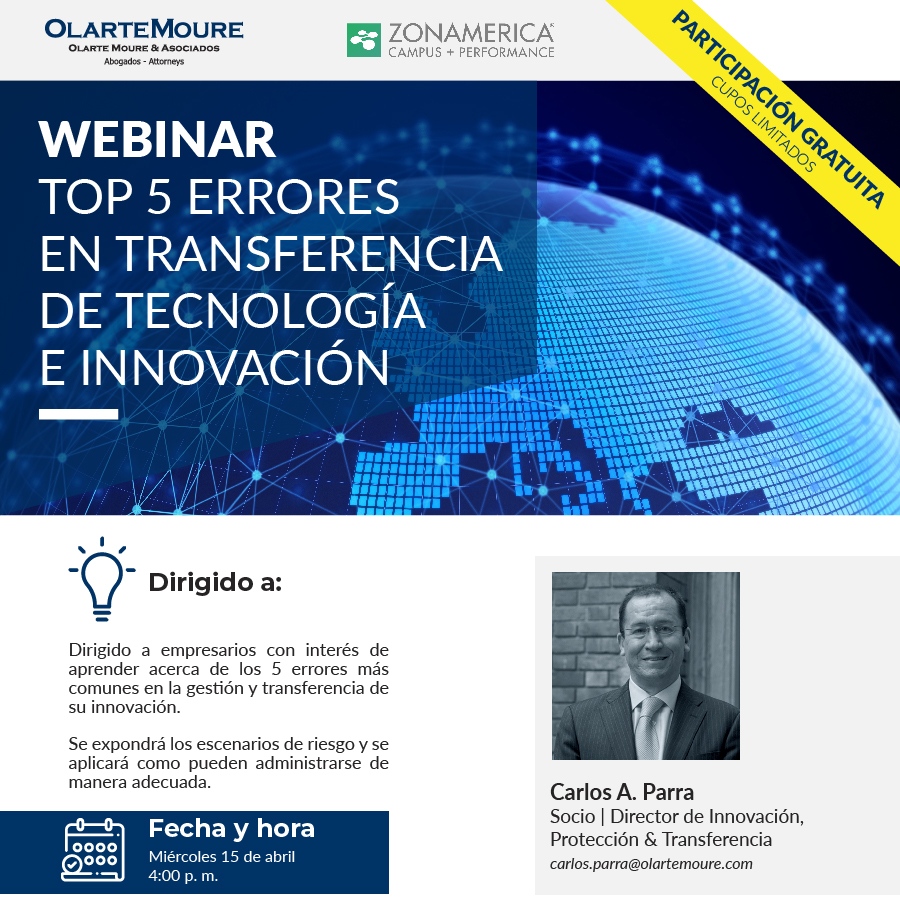 OLARTEMOURE
OLARTE MOURE & ASOCIADOS
Abogados - Attorneys
ZONAMERICA
CAMPUS + PERFORMANCE
PARTICIPACIÓN GRATUITA
CUPOS LIMITADOS
WEBINAR
TOP 5 ERRORES
EN TRANSFERENCIA
DE TECNOLOGÍA
E INNOVACIÓN
Dirigido a:
Dirigido a empresarios con interés de
aprender acerca de los 5 errores más
comunes en la gestión y transferencia de
su innovación.
Se expondrá los escenarios de riesgo y se
aplicará como pueden administrarse de
manera adecuada.
Fecha y hora
Miércoles 15 de abril
4:00 p. m.
Carlos A. Parra
Socio | Director de Innovación,
Protección & Transferencia
carlos.parra@olartemoure.com